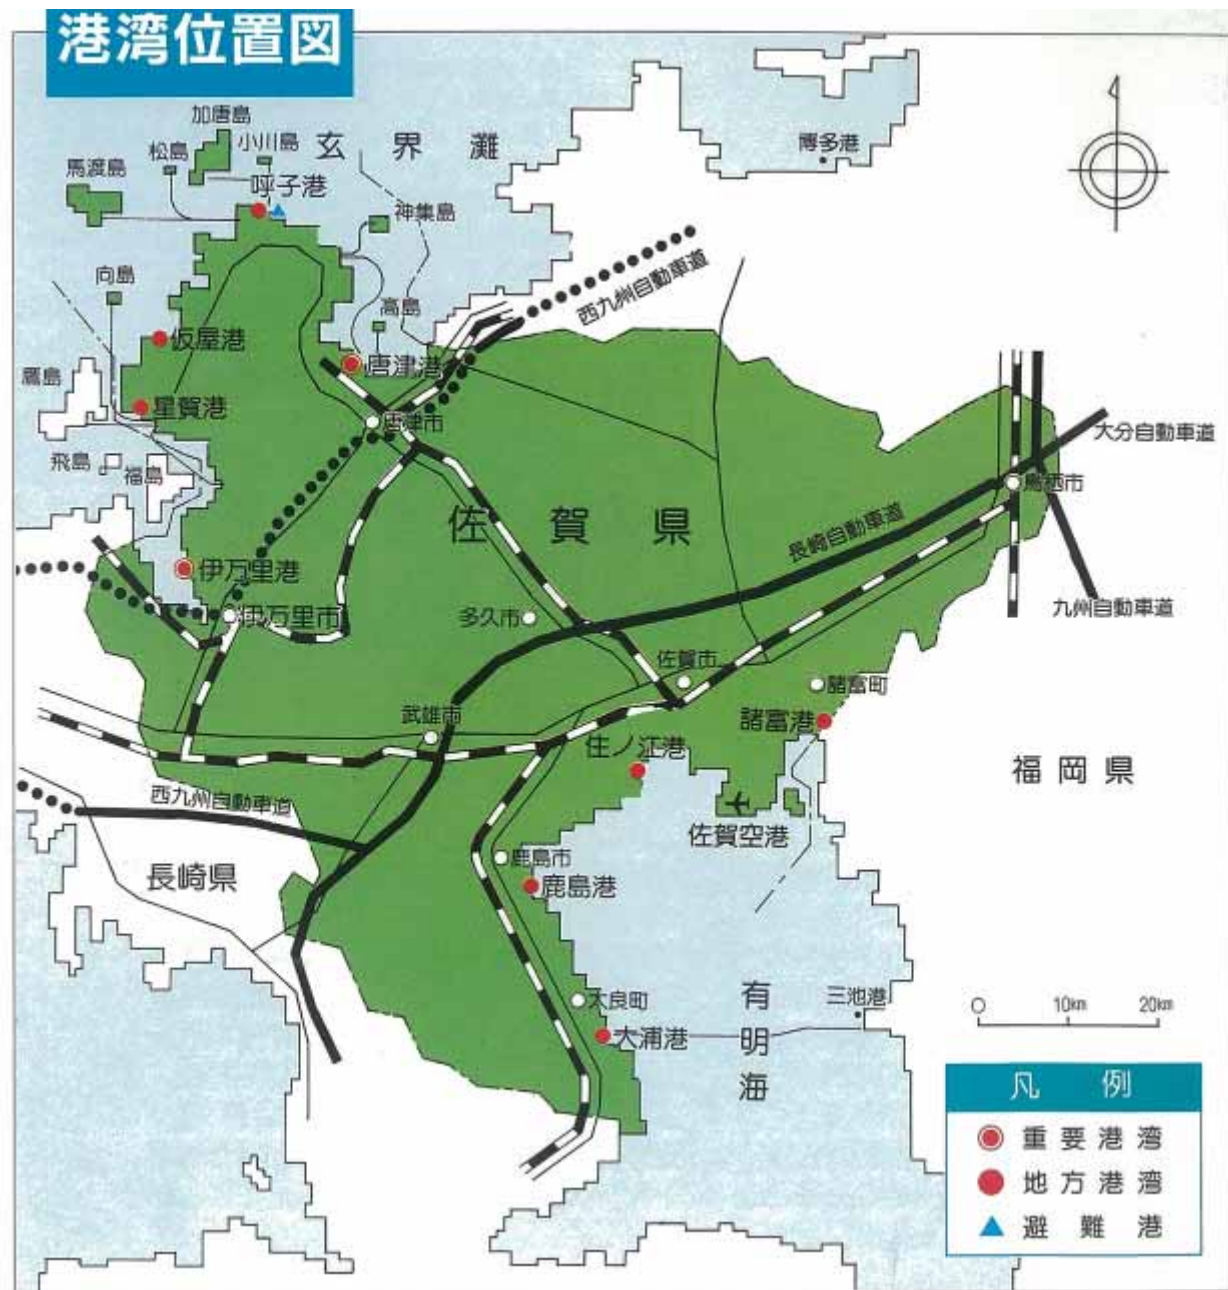 港湾位置図
加唐島
小川島
松島
馬渡島
玄界灘
博多港
呼子港
神集島
向島
高島
西九州自動車道
仮屋港
唐津港
鷹島
星賀港
唐津市
大分自動車道
飛島
福島
鳥栖市
佐賀県
長崎自動車道
伊万里港
九州自動車道
伊万里市
多久市
佐賀市
諸富町
武雄市
諸富港
住ノ江港
福岡県
西九州自動車道
佐賀空港
鹿島市
長崎県
鹿島港
有明海
太良町
三池港
大浦港
0 10km 20km
凡例
重要港湾
地方港湾
避難港